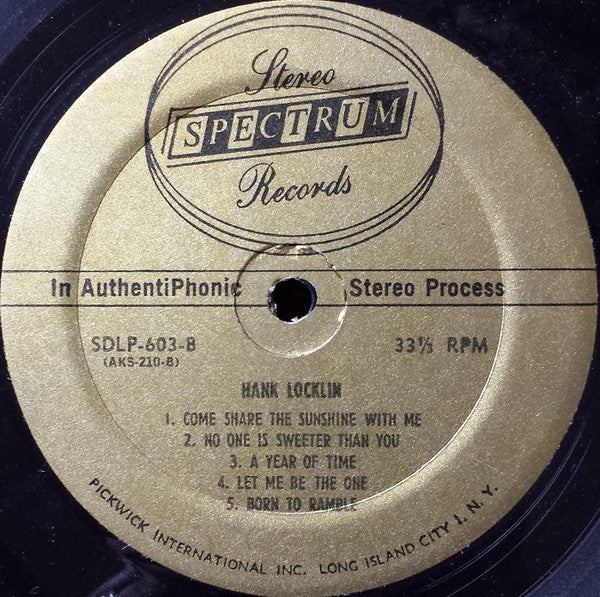 Stereo
SPECTRUM
Records
In AuthentiPhonic Stereo Process
SDLP-603-B 33⅓ RPM
(AKS-210-B)
HANK LOCKLIN
1. COME SHARE THE SUNSHINE WITH ME
2. NO ONE IS SWEETER THAN YOU
3. A YEAR OF TIME
4. LET ME BE THE ONE
5. BORN TO RAMBLE
PICKWICK INTERNATIONAL INC. LONG ISLAND CITY 1, N. Y.